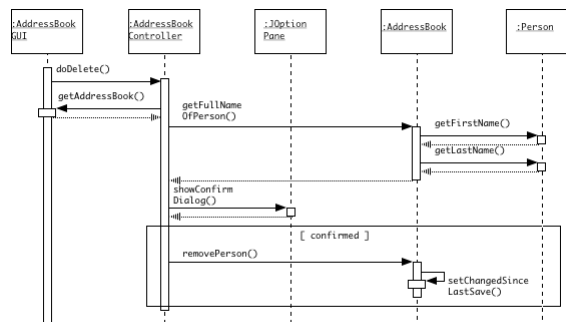 :AddressBook
GUI
:AddressBook
Controller
:JOption
Pane
:AddressBook
:Person
doDelete()
getAddressBook()
getFullName
OfPerson()
getFirstName()
getLastName()
showConfirm
Dialog()
[ confirmed ]
removePerson()
setChangedSince
LastSave()